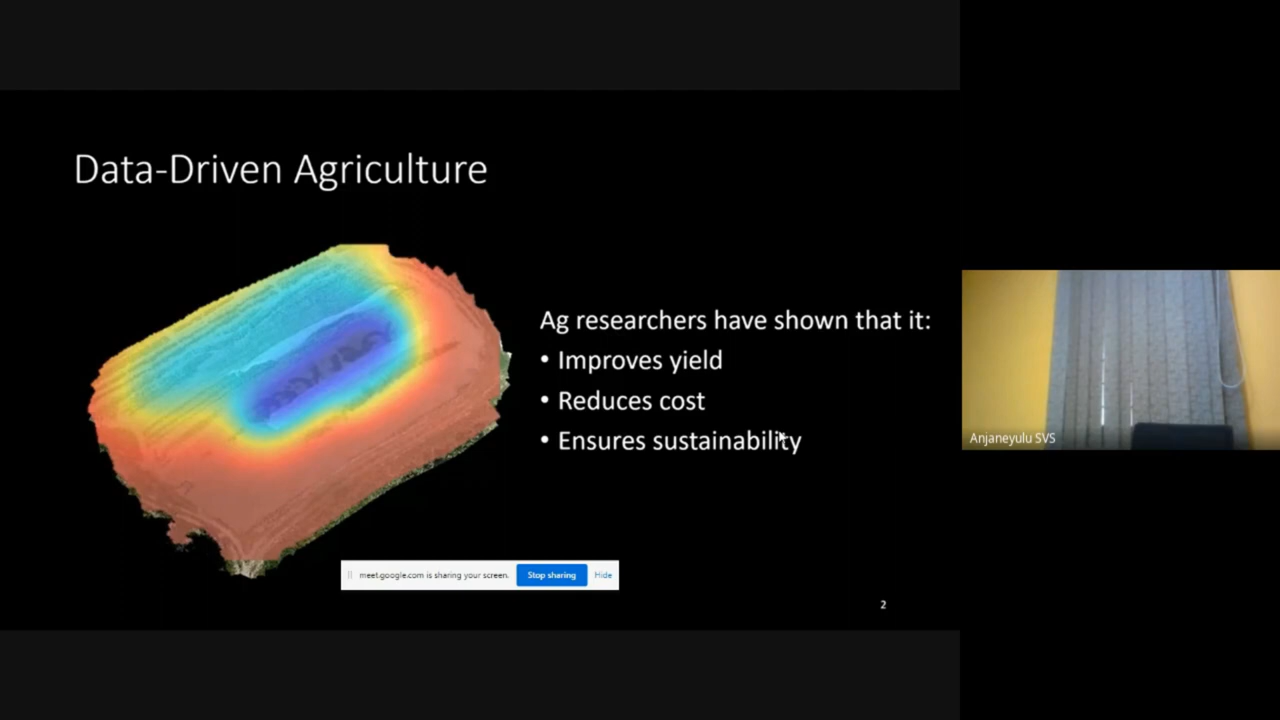 Data-Driven Agriculture
Ag researchers have shown that it:
• Improves yield
• Reduces cost
• Ensures sustainability
Anjaneyulu SVS
meet.google.com is sharing your screen. Stop sharing Hide
2